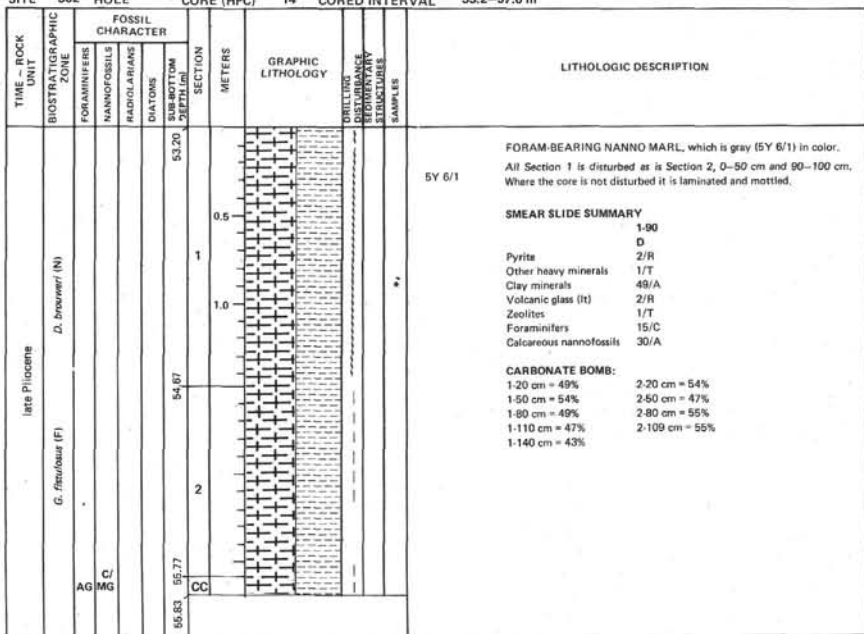 SITE HOLE CORE (HPC) 14 CORED INTERVAL
TIME – ROCK UNIT
BIOSTRATIGRAPHIC ZONE
FOSSIL CHARACTER
FORAMINIFERS
NANNOFOSSILS
RADIOLARIANS
DIATOMS
SUB-BOTTOM DEPTH (m)
SECTION
METERS
GRAPHIC LITHOLOGY
DRILLING DISTURBANCE
SEDIMENTARY STRUCTURES
SAMPLES
LITHOLOGIC DESCRIPTION
late Pliocene
D. brouweri (N)
G. fistulosus (F)
AG
C/
MG
53.20
54.67
55.77
55.83
1
2
CC
0.5
1.0
*
5Y 6/1
FORAM-BEARING NANNO MARL, which is gray (5Y 6/1) in color.
All Section 1 is disturbed as is Section 2, 0–50 cm and 90–100 cm.
Where the core is not disturbed it is laminated and mottled.
SMEAR SLIDE SUMMARY
1-90
D
Pyrite 2/R
Other heavy minerals 1/T
Clay minerals 49/A
Volcanic glass (lt) 2/R
Zeolites 1/T
Foraminifers 15/C
Calcareous nannofossils 30/A
CARBONATE BOMB:
1-20 cm = 49% 2-20 cm = 54%
1-50 cm = 54% 2-50 cm = 47%
1-80 cm = 49% 2-80 cm = 55%
1-110 cm = 47% 2-109 cm = 55%
1-140 cm = 43%